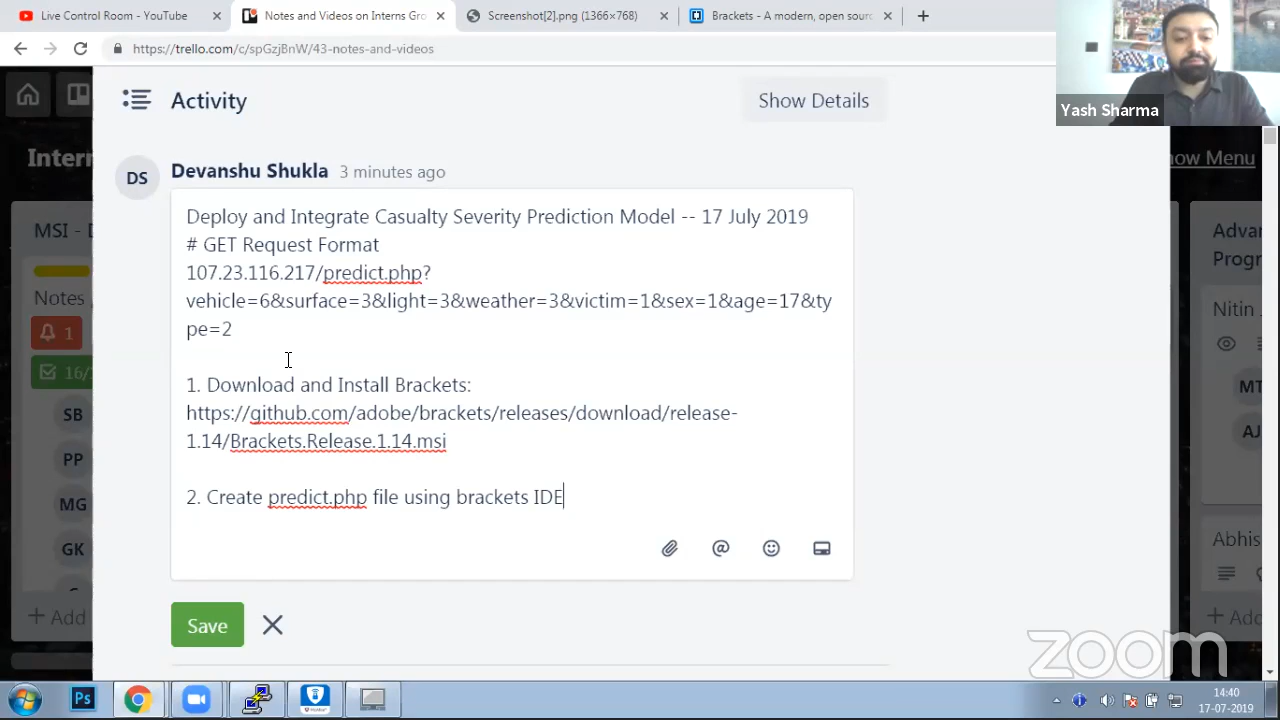 Live Control Room - YouTube
Notes and Videos on Interns Gro
Screenshot[2].png (1366×768)
Brackets - A modern, open sourc
https://trello.com/c/spGzjBnW/43-notes-and-videos
Yash Sharma
Activity
Show Details
Intern
how Menu
Devanshu Shukla 3 minutes ago
DS
Deploy and Integrate Casualty Severity Prediction Model -- 17 July 2019
# GET Request Format
107.23.116.217/predict.php?
vehicle=6&surface=3&light=3&weather=3&victim=1&sex=1&age=17&ty
pe=2
1. Download and Install Brackets:
https://github.com/adobe/brackets/releases/download/release-
1.14/Brackets.Release.1.14.msi
2. Create predict.php file using brackets IDE
Save
MSI - D
Notes
1
16/
SB
PP
MG
GK
+ Add
Adva
Progr
Nitin
MT
AJ
Abhis
+ Add
zoom
Ps
14:40
17-07-2019